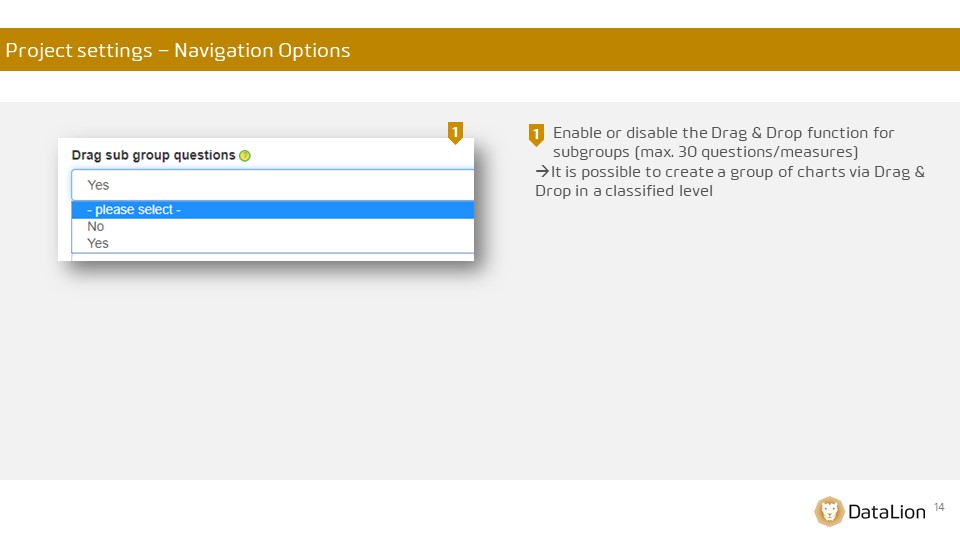 Project settings – Navigation Options
1
Drag sub group questions ?
Yes
- please select -
No
Yes
1 Enable or disable the Drag & Drop function for
subgroups (max. 30 questions/measures)
→It is possible to create a group of charts via Drag &
Drop in a classified level
DataLion 14